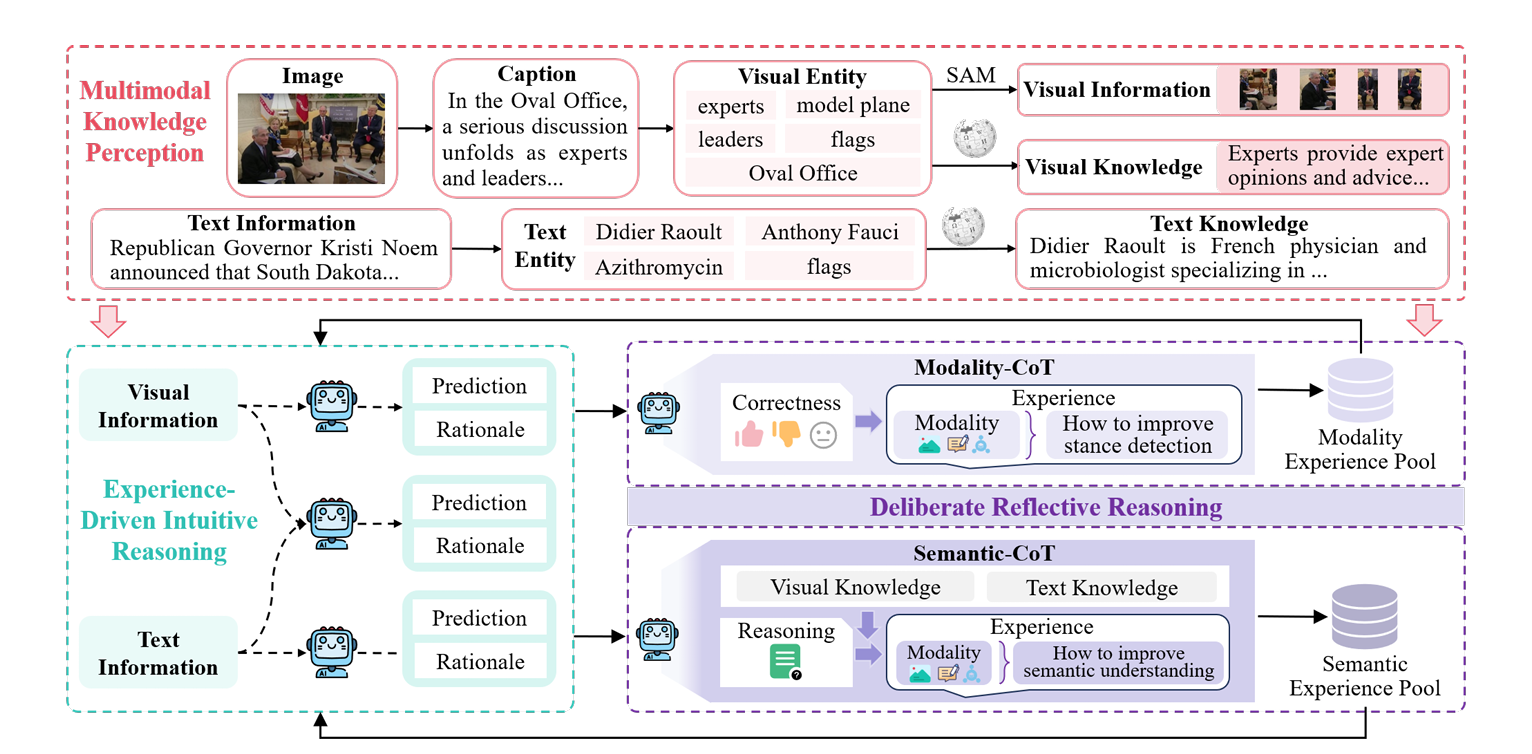 Multimodal
Knowledge
Perception
Image
Caption
In the Oval Office,
a serious discussion
unfolds as experts
and leaders...
Visual Entity
experts
model plane
leaders
flags
Oval Office
SAM
Visual Information
Visual Knowledge
Experts provide expert
opinions and advice...
Text Information
Republican Governor Kristi Noem
announced that South Dakota...
Text
Entity
Didier Raoult
Anthony Fauci
Azithromycin
flags
Text Knowledge
Didier Raoult is French physician and
microbiologist specializing in ...
Visual
Information
Experience-
Driven Intuitive
Reasoning
Text
Information
AI
Prediction
Rationale
AI
Prediction
Rationale
AI
Prediction
Rationale
AI
Modality-CoT
Correctness
Experience
Modality
How to improve
stance detection
Modality
Experience Pool
Deliberate Reflective Reasoning
AI
Semantic-CoT
Visual Knowledge
Text Knowledge
Reasoning
?
Experience
Modality
How to improve
semantic understanding
Semantic
Experience Pool